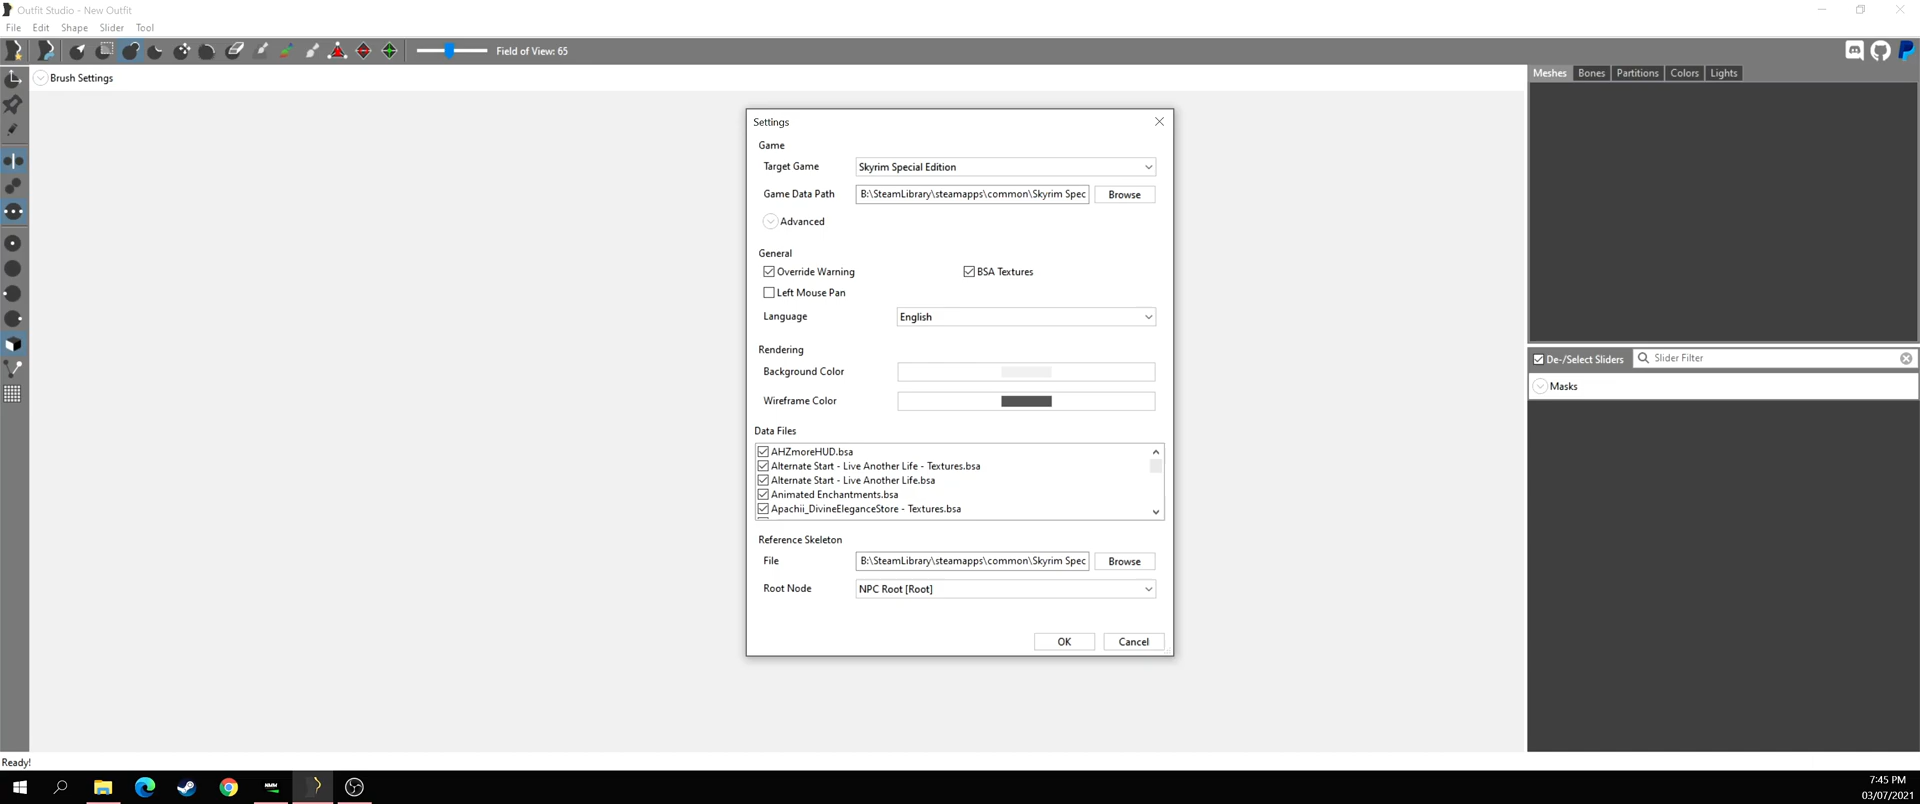 Outfit Studio - New Outfit
File Edit Shape Slider Tool
Field of View: 65
Brush Settings
Meshes Bones Partitions Colors Lights
Settings
Game
Target Game Skyrim Special Edition
Game Data Path B:\SteamLibrary\steamapps\common\Skyrim Spec Browse
Advanced
General
Override Warning BSA Textures
Left Mouse Pan
Language English
Rendering
Background Color
De-/Select Sliders Slider Filter
Masks
Wireframe Color
Data Files
AHZmoreHUD.bsa
Alternate Start - Live Another Life - Textures.bsa
Alternate Start - Live Another Life.bsa
Animated Enchantments.bsa
Apachii_DivineEleganceStore - Textures.bsa
Reference Skeleton
File B:\SteamLibrary\steamapps\common\Skyrim Spec Browse
Root Node NPC Root [Root]
OK Cancel
Ready!
7:45 PM
03/07/2021